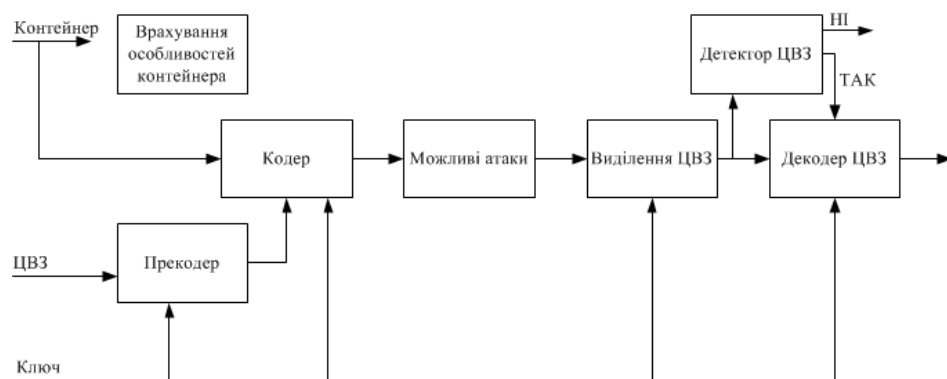 Контейнер
Врахування
особливостей
контейнера
НІ
Детектор ЦВЗ
ТАК
Кодер
Можливі атаки
Виділення ЦВЗ
Декодер ЦВЗ
ЦВЗ
Прекодер
Ключ